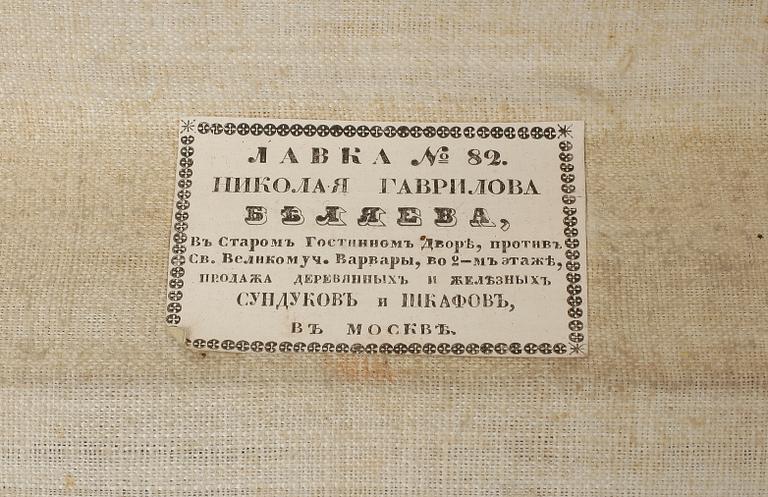 ЛАВКА № 82.
НИКОЛАЯ ГАВРИЛОВА
БѢЛЯЕВА,
Въ Старомъ Гостинномъ Дворѣ, противъ
Св. Великомуч. Варвары, во 2–мъ этажѣ,
ПРОДАЖА ДЕРЕВЯННЫХЪ И ЖЕЛѢЗНЫХЪ
СУНДУКОВЪ и ШКАФОВЪ,
ВЪ МОСКВѢ.